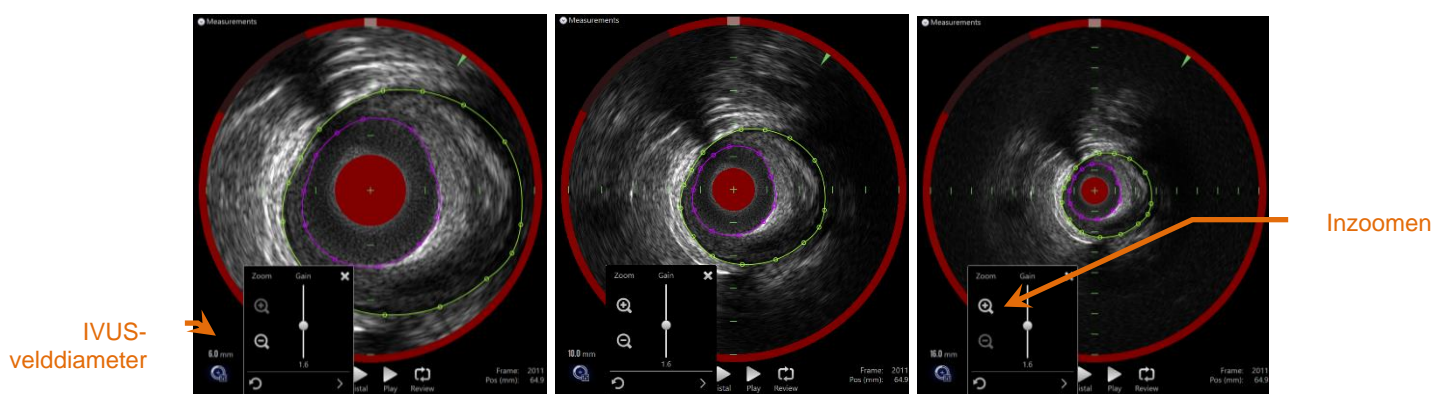 Measurements
Measurements
Measurements
Inzoomen
Zoom Gain
Zoom Gain
Zoom Gain
IVUS-
velddiameter
6.0 mm
10.0 mm
16.0 mm
1.6
1.6
1.6
istal Play Review
Frame: 2011
Pos (mm): 64.9
istal Play Review
Frame: 2011
Pos (mm): 64.9
istal Play Review
Frame: 2011
Pos (mm): 64.9